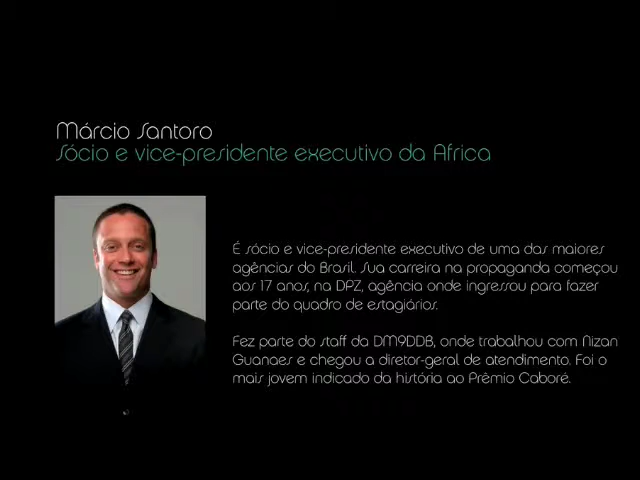 Márcio Santoro
Sócio e vice-presidente executivo da Africa
É sócio e vice-presidente executivo de uma das maiores
agências do Brasil. Sua carreira na propaganda começou
aos 17 anos, na DPZ, agência onde ingressou para fazer
parte do quadro de estagiários.
Fez parte do staff da DM9DDB, onde trabalhou com Nizan
Guanaes e chegou a diretor-geral de atendimento. Foi o
mais jovem indicado da história ao Prêmio Caboré.